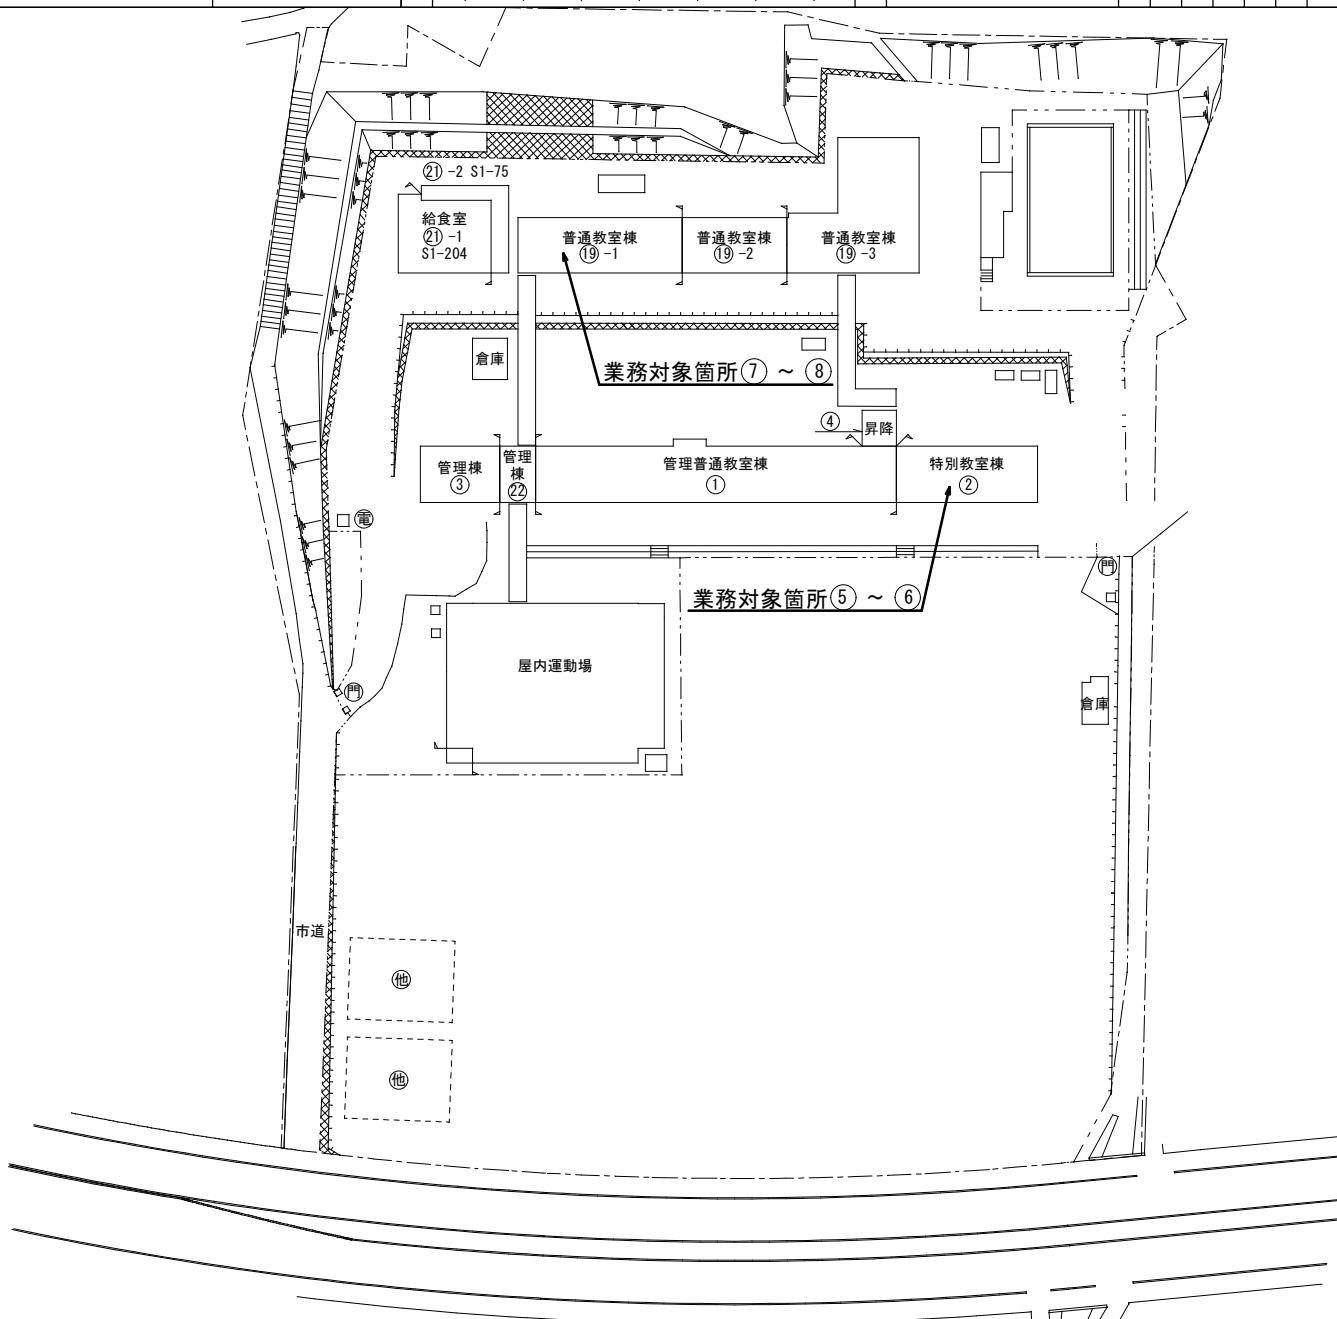 ㉑ -2 S1-75
給食室
㉑ -1
S1-204
普通教室棟
⑲ -1
普通教室棟
⑲ -2
普通教室棟
⑲ -3
倉庫
業務対象箇所⑦ ～ ⑧
④
昇降
管理棟
③
管理
棟
㉒
管理普通教室棟
①
特別教室棟
②
電
門
業務対象箇所⑤ ～ ⑥
屋内運動場
門
倉庫
市道
他
他